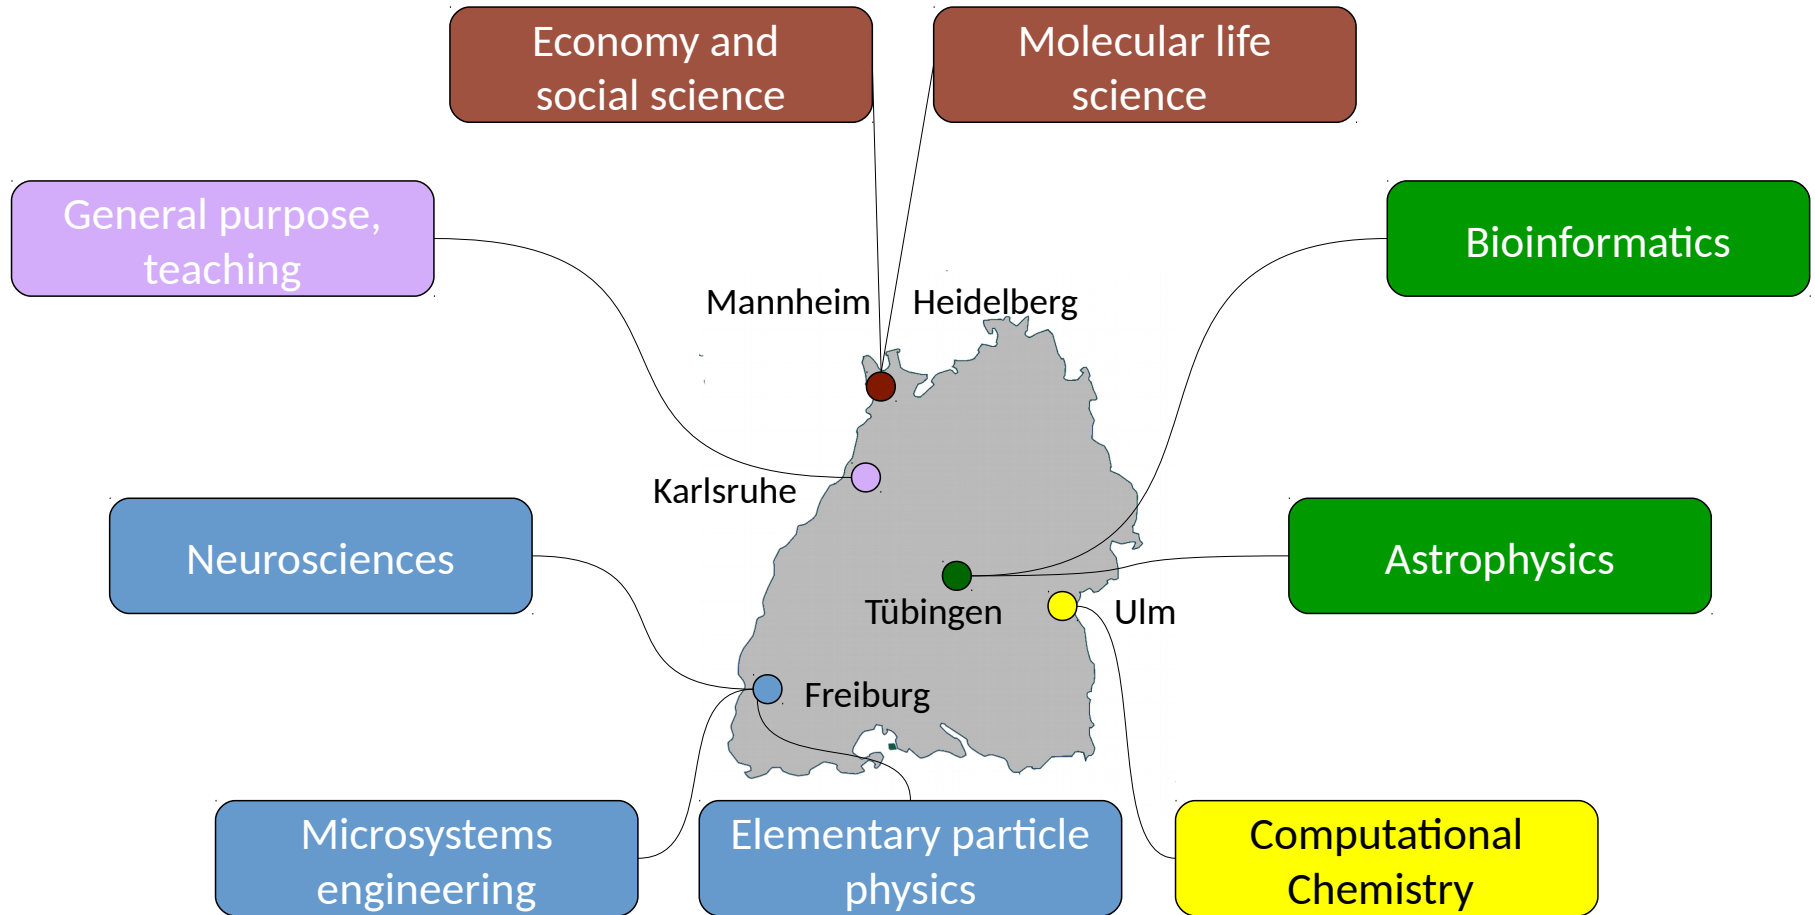 Economy and
social science
Molecular life
science
General purpose,
teaching
Bioinformatics
Mannheim
Heidelberg
Karlsruhe
Neurosciences
Astrophysics
Tübingen
Ulm
Freiburg
Microsystems
engineering
Elementary particle
physics
Computational
Chemistry